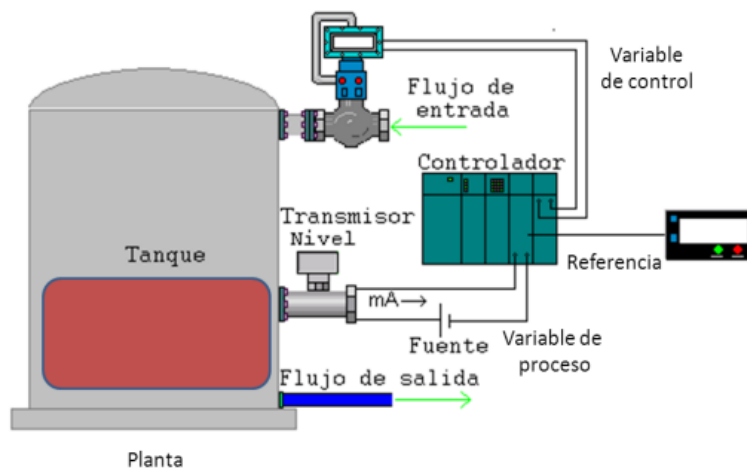 Variable
de control
Flujo de
entrada
Controlador
Transmisor
Nivel
Tanque
Referencia
mA→
Fuente
Variable de
proceso
Flujo de salida
Planta